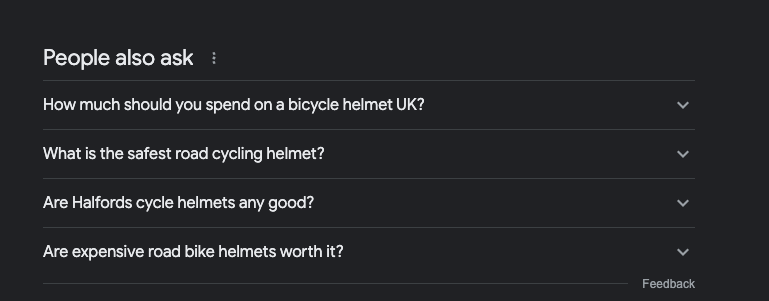 People also ask
How much should you spend on a bicycle helmet UK?
What is the safest road cycling helmet?
Are Halfords cycle helmets any good?
Are expensive road bike helmets worth it?
Feedback